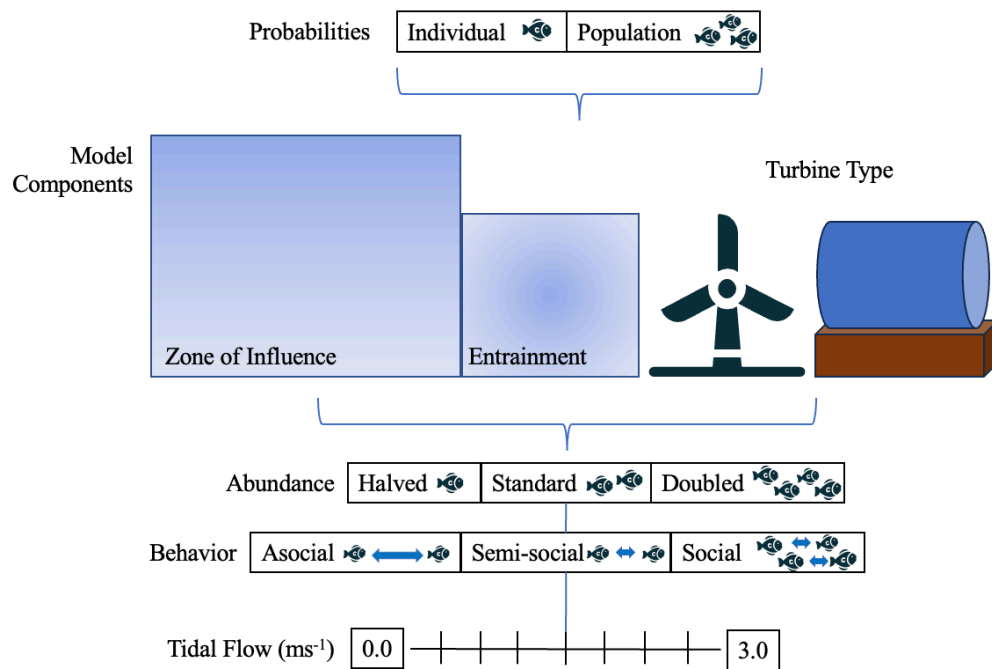 Probabilities Individual Population
Model
Components
Turbine Type
Zone of Influence Entrainment
Abundance Halved Standard Doubled
Behavior Asocial Semi-social Social
Tidal Flow (ms⁻¹) 0.0 3.0